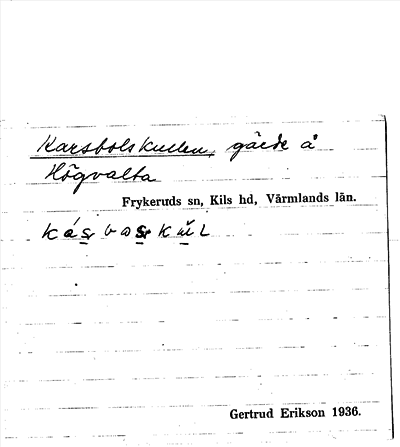 Karsbolskullen, gärde å
Högvalta
Frykeruds sn, Kils hd, Värmlands län.
Gertrud Erikson 1936.